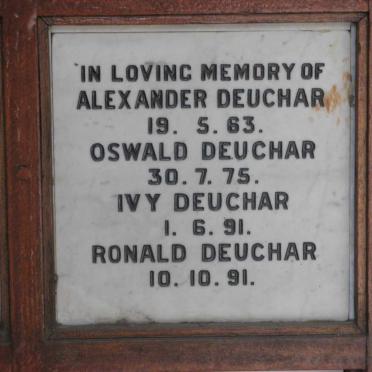 IN LOVING MEMORY OF
ALEXANDER DEUCHAR
19. 5. 63.
OSWALD DEUCHAR
30. 7. 75.
IVY DEUCHAR
1. 6. 91.
RONALD DEUCHAR
10. 10. 91.